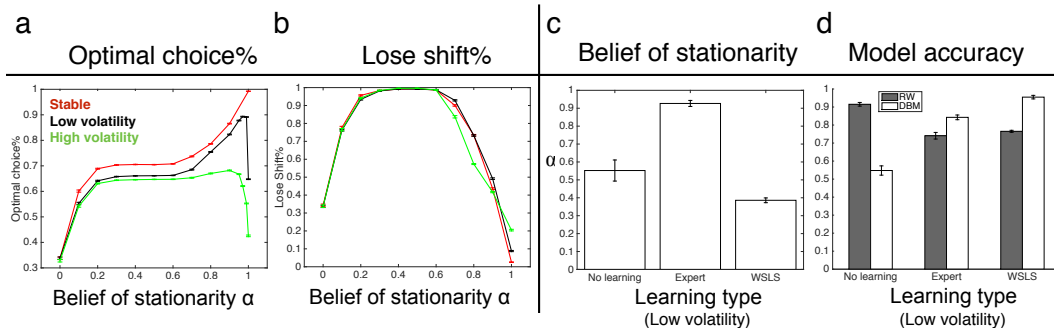 a
Optimal choice%
Stable
Low volatility
High volatility
Optimal choice%
1
0.9
0.8
0.7
0.6
0.5
0.4
0.3
0
0.2
0.4
0.6
0.8
1
Belief of stationarity α
b
Lose shift%
Lose Shift%
1
0.9
0.8
0.7
0.6
0.5
0.4
0.3
0.2
0.1
0
0
0.2
0.4
0.6
0.8
1
Belief of stationarity α
c
Belief of stationarity
α
1
0.9
0.8
0.7
0.6
0.5
0.4
0.3
0.2
0.1
0
No learning
Expert
WSLS
Learning type
(Low volatility)
d
Model accuracy
RW
DBM
1
0.9
0.8
0.7
0.6
0.5
0.4
0.3
0.2
0.1
0
No learning
Expert
WSLS
Learning type
(Low volatility)